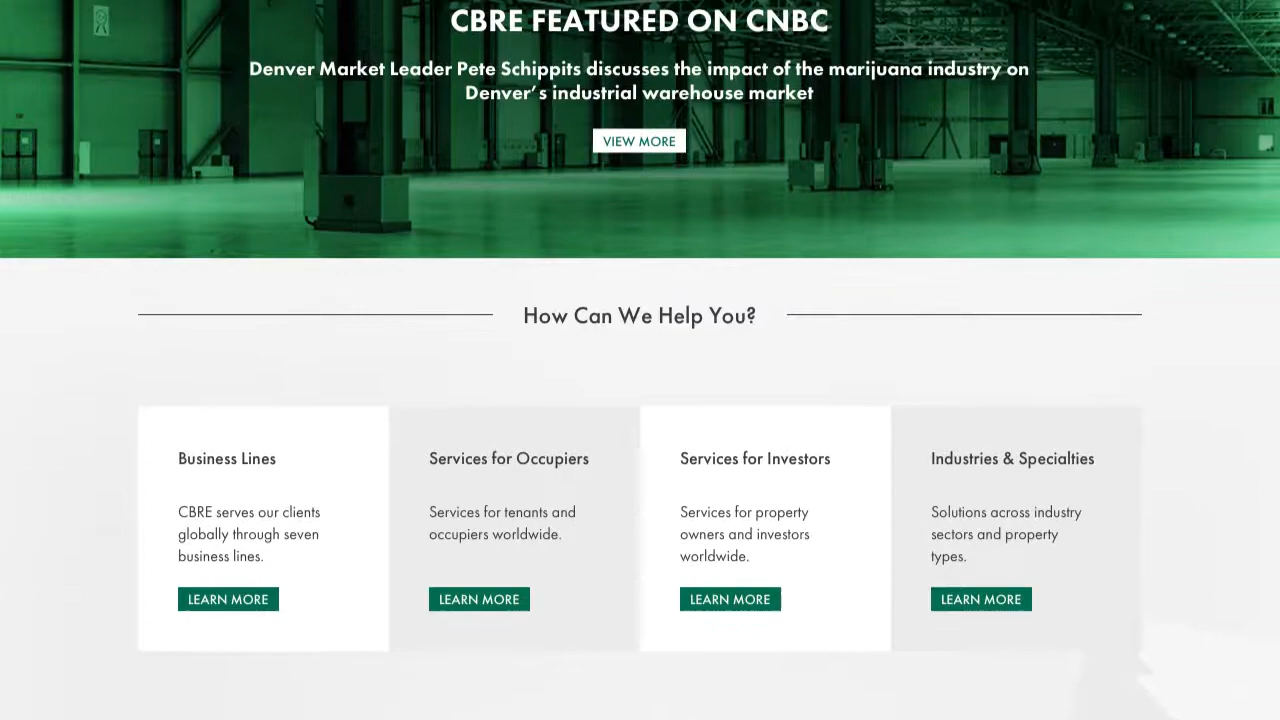 CBRE FEATURED ON CNBC
Denver Market Leader Pete Schippits discusses the impact of the marijuana industry on
Denver's industrial warehouse market
VIEW MORE
How Can We Help You?
Business Lines
CBRE serves our clients
globally through seven
business lines.
LEARN MORE
Services for Occupiers
Services for tenants and
occupiers worldwide.
LEARN MORE
Services for Investors
Services for property
owners and investors
worldwide.
LEARN MORE
Industries & Specialties
Solutions across industry
sectors and property
types.
LEARN MORE